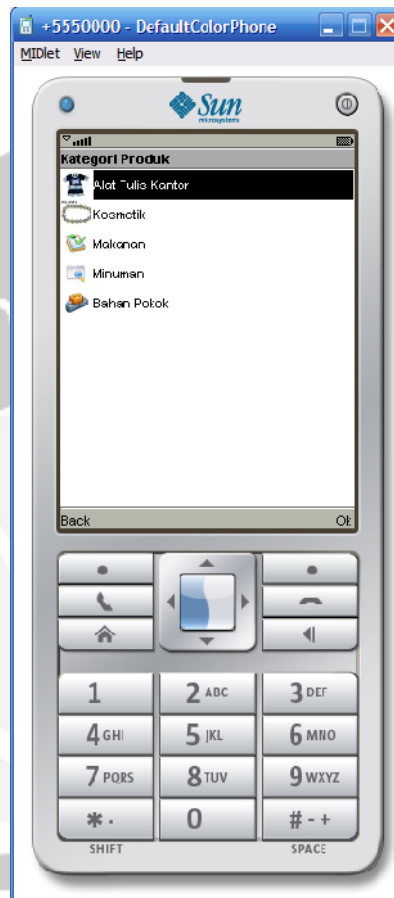 +5550000 - DefaultColorPhone
MIDlet View Help
Sun
microsystems
Kategori Produk
Alat Tulis Kantor
Kosmetik
Makanan
Minuman
Bahan Pokok
Back Ok
1 2 ABC 3 DEF
4 GHI 5 JKL 6 MNO
7 PQRS 8 TUV 9 WXYZ
* . 0 # - +
SHIFT SPACE